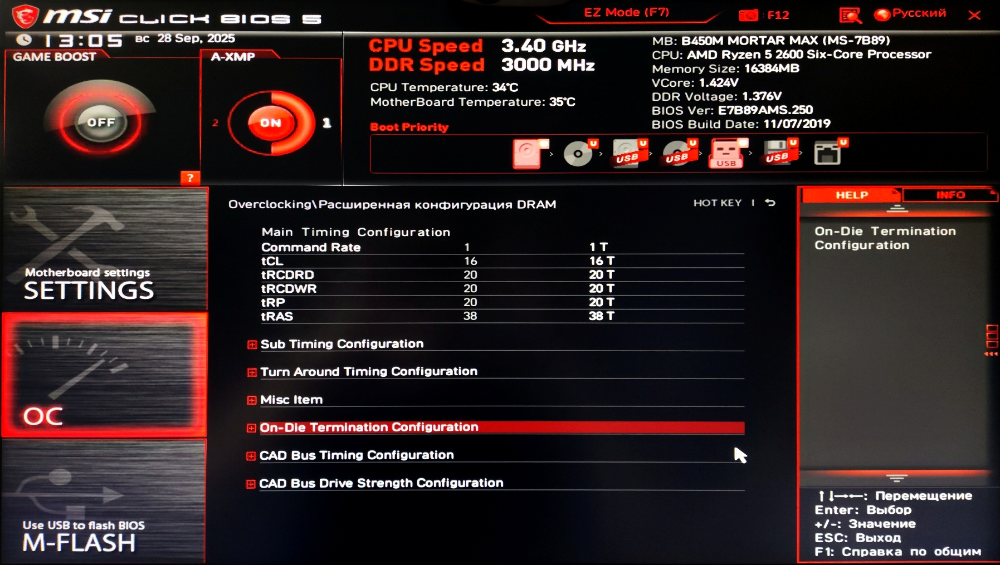 msi CLICK BIOS 5
EZ Mode (F7)
: F12
Русский
13:05 вс 28 Sep, 2025
GAME BOOST
OFF
?
A-XMP
2 ON 1
CPU Speed 3.40 GHz
DDR Speed 3000 MHz
CPU Temperature: 34°C
MotherBoard Temperature: 35°C
MB: B450M MORTAR MAX (MS-7B89)
CPU: AMD Ryzen 5 2600 Six-Core Processor
Memory Size: 16384MB
VCore: 1.424V
DDR Voltage: 1.376V
BIOS Ver: E7B89AMS.250
BIOS Build Date: 11/07/2019
Boot Priority
U U U U U
USB USB USB USB
Motherboard settings
SETTINGS
OC
Use USB to flash BIOS
M-FLASH
Overclocking\Расширенная конфигурация DRAM
HOT KEY |
Main Timing Configuration
Command Rate 1 1 T
tCL 16 16 T
tRCDRD 20 20 T
tRCDWR 20 20 T
tRP 20 20 T
tRAS 38 38 T
Sub Timing Configuration
Turn Around Timing Configuration
Misc Item
On-Die Termination Configuration
CAD Bus Timing Configuration
CAD Bus Drive Strength Configuration
HELP INFO
On-Die Termination
Configuration
↑↓→←: Перемещение
Enter: Выбор
+/-: Значение
ESC: Выход
F1: Справка по общим